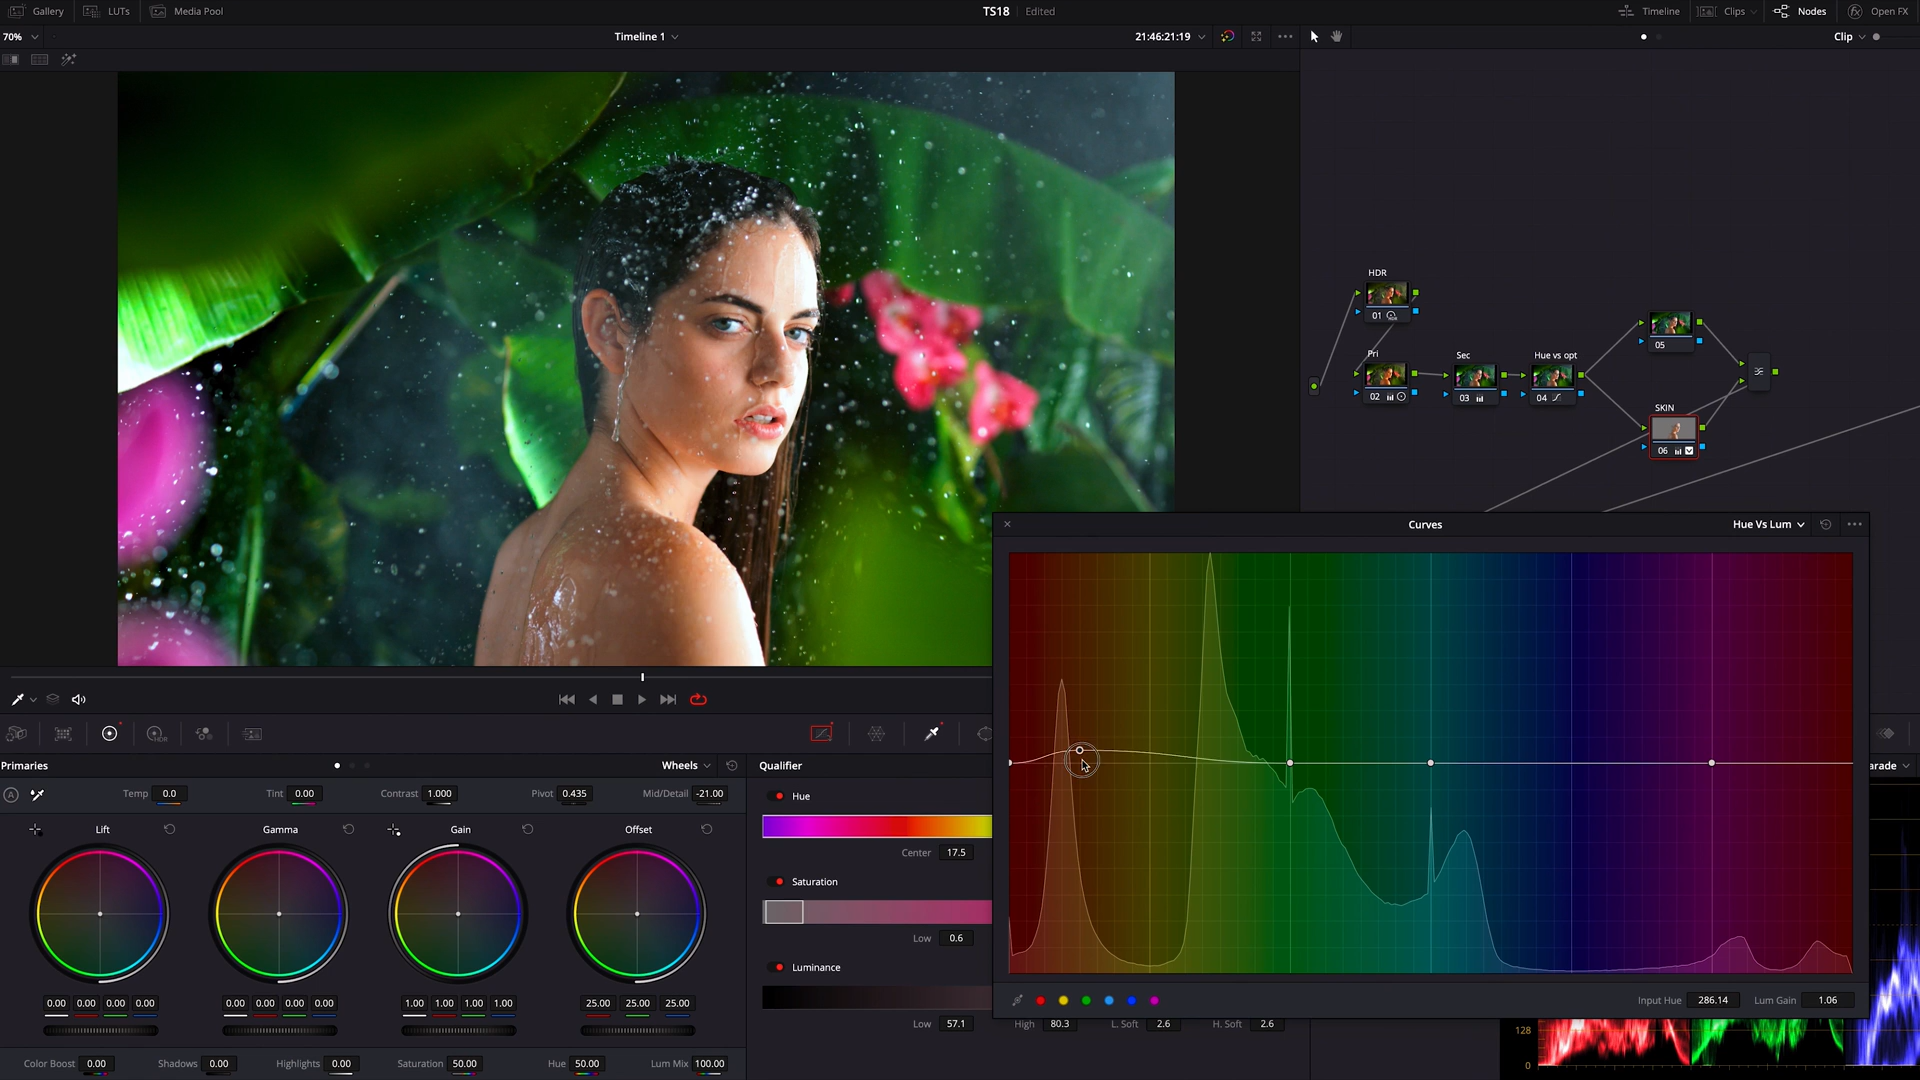 Gallery LUTs Media Pool TS18 Edited Timeline Clips Nodes Open FX
70% Timeline 1 21:46:21:19 Clip
HDR
01
Pri
02
Sec
03
Hue vs opt
04
05
SKIN
06
Curves Hue Vs Lum
Input Hue 286.14 Lum Gain 1.06
Primaries Wheels
Temp 0.0 Tint 0.00 Contrast 1.000 Pivot 0.435 Mid/Detail -21.00
Lift Gamma Gain Offset
0.00 0.00 0.00 0.00 0.00 0.00 0.00 0.00 1.00 1.00 1.00 1.00 25.00 25.00 25.00
Color Boost 0.00 Shadows 0.00 Highlights 0.00 Saturation 50.00 Hue 50.00 Lum Mix 100.00
Qualifier
Hue
Center 17.5
Saturation
Low 0.6
Luminance
Low 57.1 High 80.3 L. Soft 2.6 H. Soft 2.6
arade
128
0